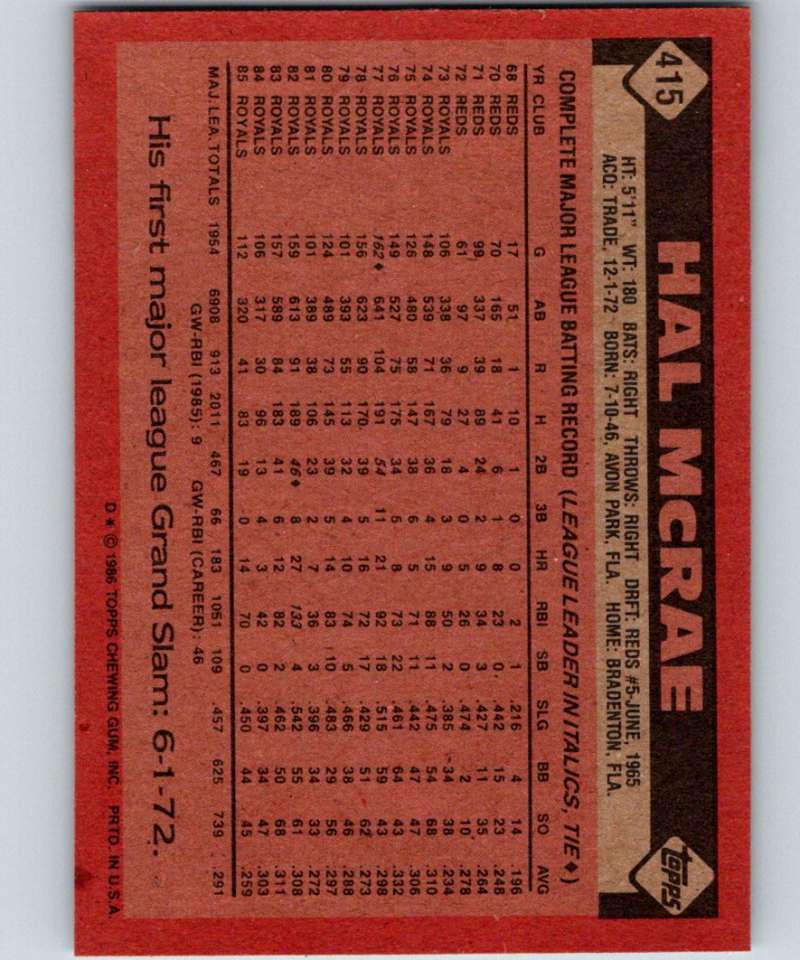 415
HAL McRAE
topps
HT: 5'11" WT: 180 BATS: RIGHT THROWS: RIGHT DRFT: REDS #5-JUNE, 1965
ACQ: TRADE, 12-1-72 BORN: 7-10-46, AVON PARK, FLA. HOME: BRADENTON, FLA.
COMPLETE MAJOR LEAGUE BATTING RECORD (LEAGUE LEADER IN ITALICS, TIE♦)
YR CLUB G AB R H 2B 3B HR RBI SB SLG BB SO AVG
68 REDS 17 51 1 10 1 0 0 2 1 .216 4 14 .196
70 REDS 70 165 18 41 6 1 8 23 0 .442 15 23 .248
71 REDS 99 337 39 89 24 2 9 34 3 .427 11 35 .264
72 REDS 61 97 9 27 4 0 5 26 0 .474 2 10 .278
73 ROYALS 106 338 36 79 18 3 9 50 2 .385 34 38 .234
74 ROYALS 148 539 71 167 36 4 15 88 11 .475 54 68 .310
75 ROYALS 126 480 58 147 38 6 5 71 11 .442 47 47 .306
76 ROYALS 149 527 75 175 34 5 8 73 22 .461 64 43 .332
77 ROYALS 162♦ 641 104 191 54 11 21 92 18 .515 59 43 .298
78 ROYALS 156 623 90 170 39 5 16 72 17 .429 51 62 .273
79 ROYALS 101 393 55 113 32 4 10 74 5 .466 38 46 .288
80 ROYALS 124 489 73 145 39 5 14 83 10 .483 29 56 .297
81 ROYALS 101 389 38 106 23 2 7 36 3 .396 34 33 .272
82 ROYALS 159 613 91 189 46♦ 8 27 133 4 .542 55 61 .308
83 ROYALS 157 589 84 183 41 6 12 82 2 .462 50 68 .311
84 ROYALS 106 317 30 96 13 4 3 42 0 .397 34 47 .303
85 ROYALS 112 320 41 83 19 0 14 70 0 .450 44 45 .259
MAJ. LEA. TOTALS 1954 6908 913 2011 467 66 183 1051 109 .457 625 739 .291
GW-RBI (1985): 9 GW-RBI (CAREER): 46
His first major league Grand Slam: 6-1-72.
D* © 1986 TOPPS CHEWING GUM, INC. PRTD. IN U.S.A.